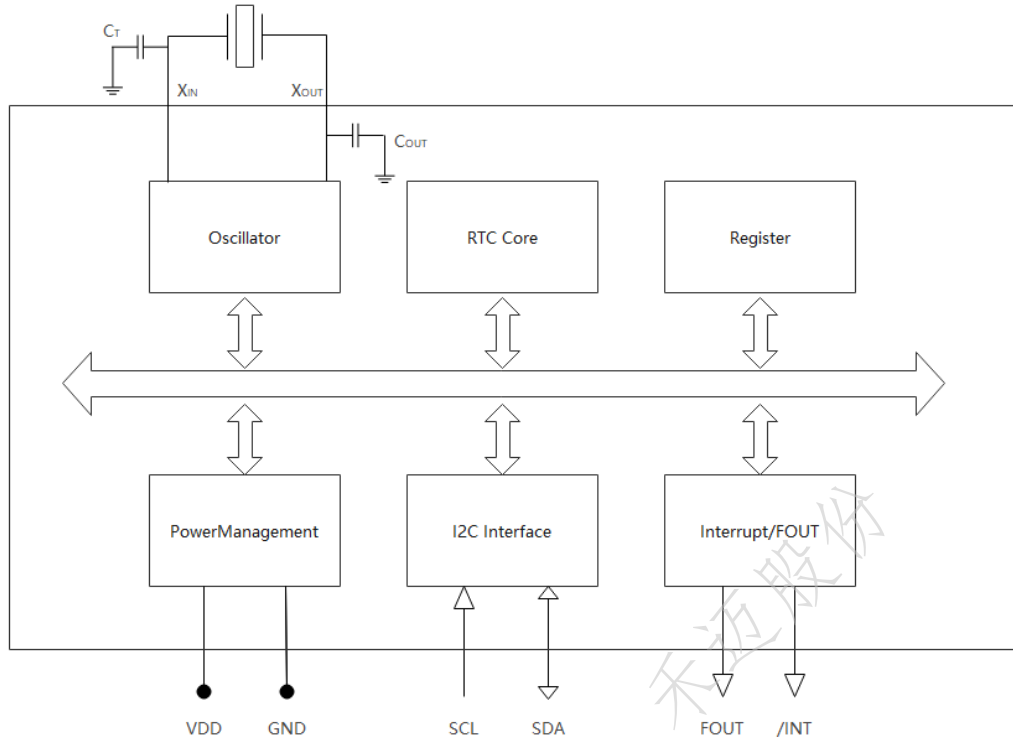 CT
XIN XOUT
COUT
Oscillator RTC Core Register
PowerManagement I2C Interface Interrupt/FOUT
禾迈股份
VDD GND SCL SDA FOUT /INT